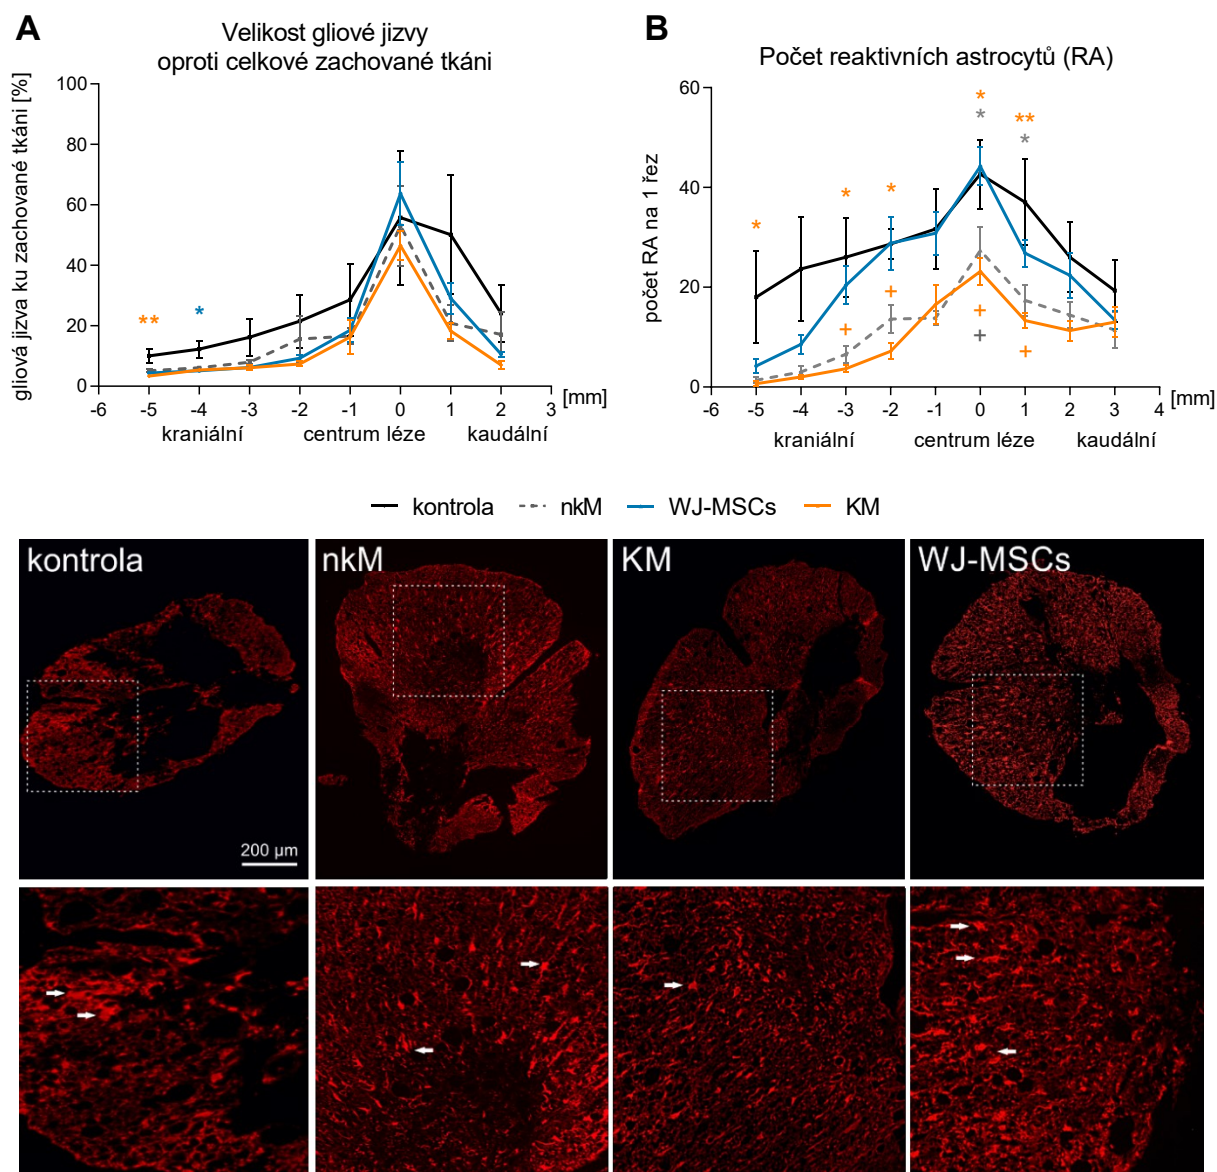 A
Velikost gliové jizvy
oproti celkové zachované tkáni
gliová jizva ku zachované tkáni [%]
100
80
60
40
20
0
-6 -5 -4 -3 -2 -1 0 1 2 3 [mm]
kraniální centrum léze kaudální
** *
B
Počet reaktivních astrocytů (RA)
počet RA na 1 řez
60
40
20
0
-6 -5 -4 -3 -2 -1 0 1 2 3 4 [mm]
kraniální centrum léze kaudální
* * * * * ** *
+ + + + +
kontrola nkM WJ-MSCs KM
kontrola
nkM
KM
WJ-MSCs
200 µm